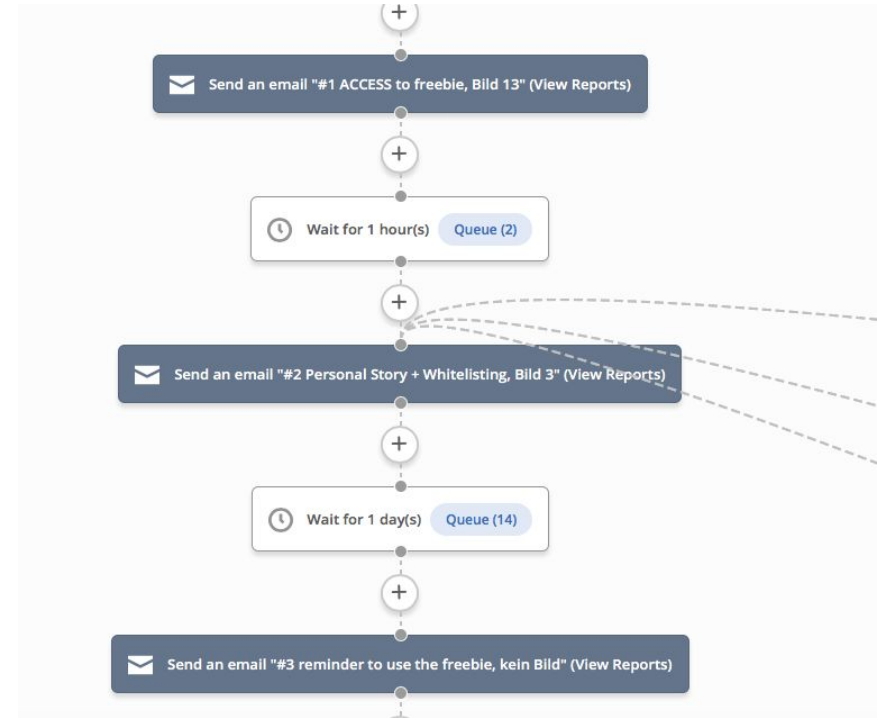 Send an email "#1 ACCESS to freebie, Bild 13" (View Reports)
Wait for 1 hour(s) Queue (2)
Send an email "#2 Personal Story + Whitelisting, Bild 3" (View Reports)
Wait for 1 day(s) Queue (14)
Send an email "#3 reminder to use the freebie, kein Bild" (View Reports)